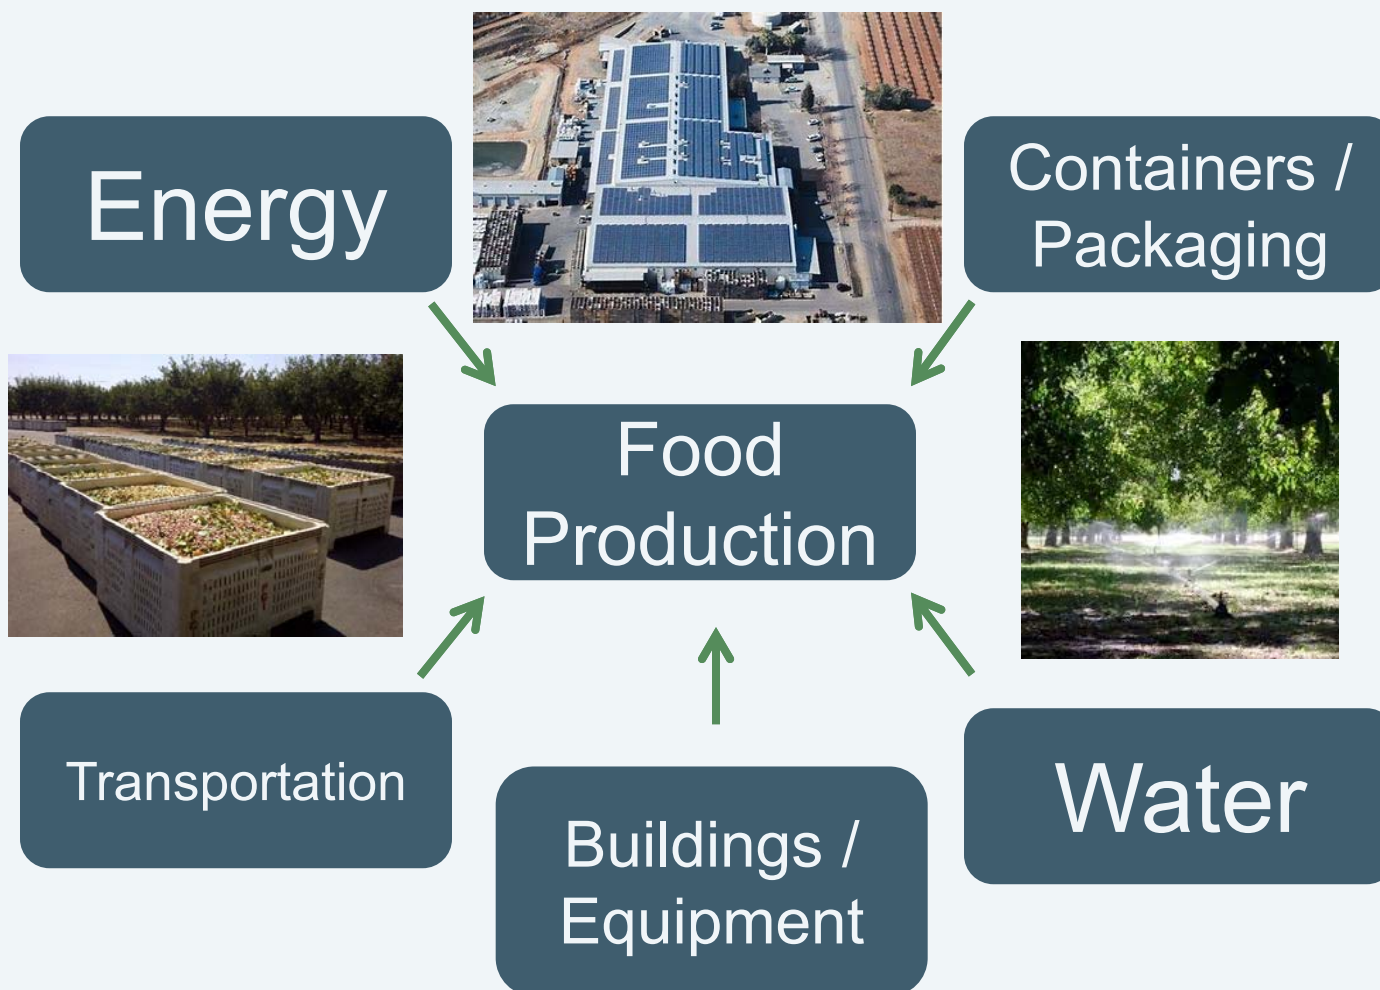 Energy
Containers /
Packaging
Food
Production
Transportation
Buildings /
Equipment
Water